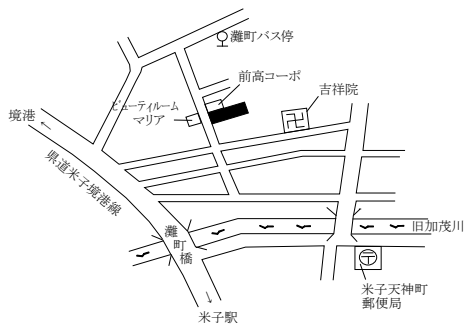 灘町バス停
前高コーポ
吉祥院
ビューティルーム
マリア
境港
県道米子境港線
灘町橋
旧加茂川
米子天神町
郵便局
米子駅